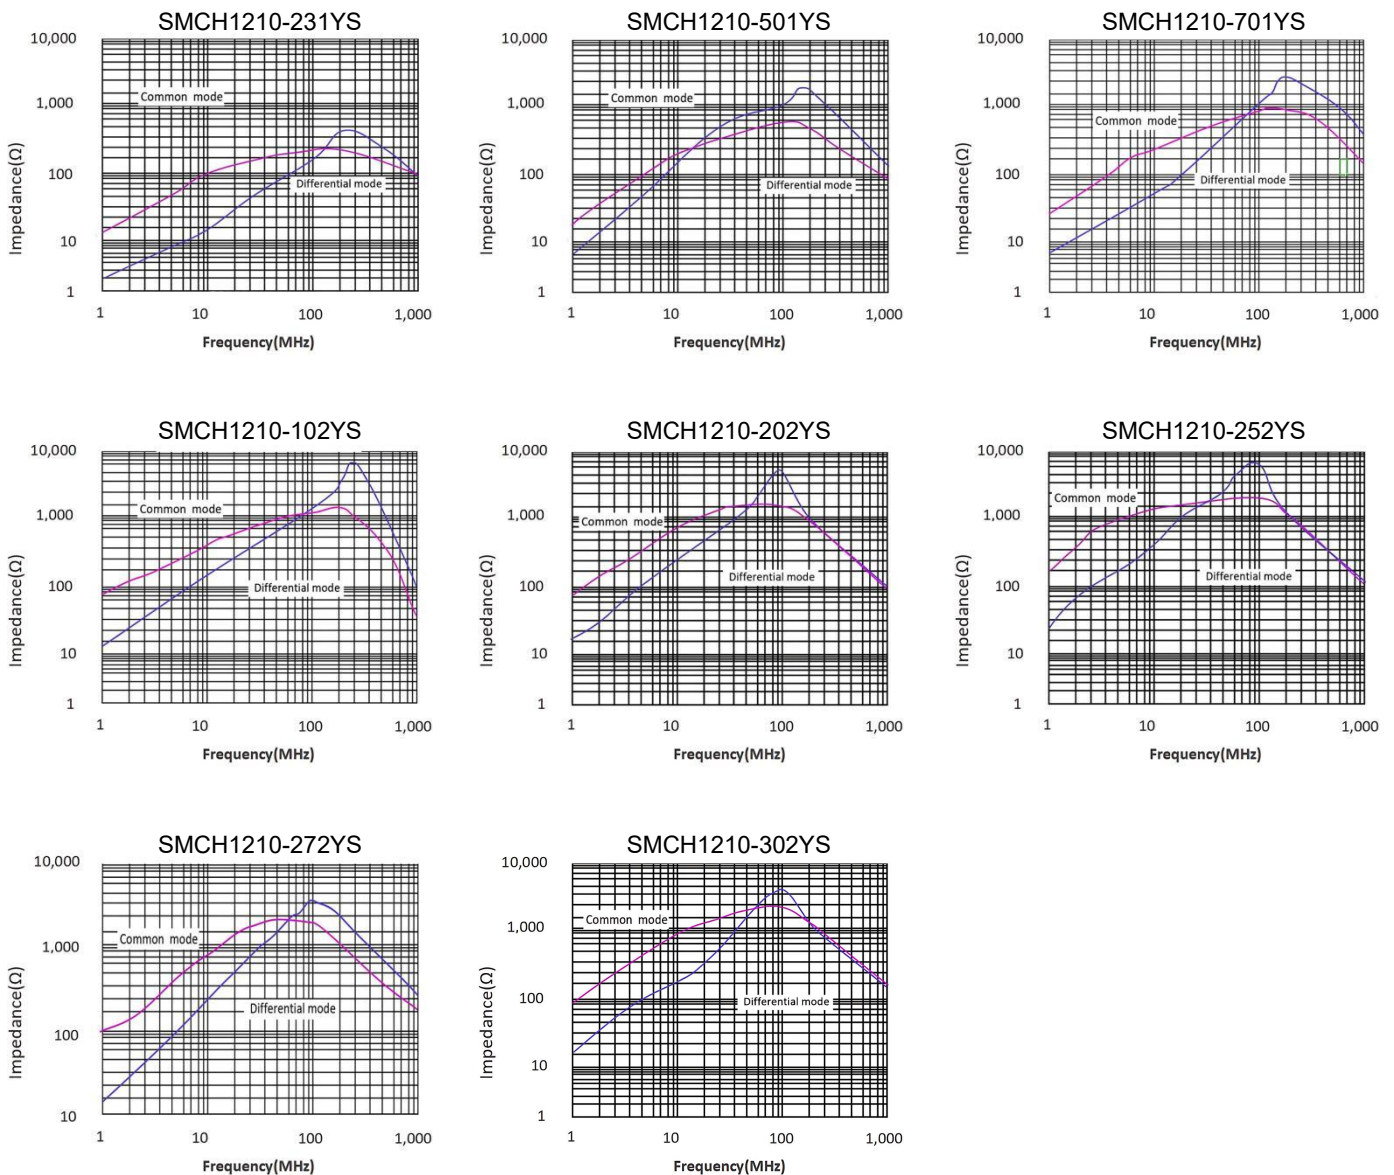 SMCH1210-231YS
10,000
1,000
100
10
1
Impedance(Ω)
Common mode
Differential mode
1 10 100 1,000
Frequency(MHz)
SMCH1210-501YS
10,000
1,000
100
10
1
Impedance(Ω)
Common mode
Differential mode
1 10 100 1,000
Frequency(MHz)
SMCH1210-701YS
10,000
1,000
100
10
1
Impedance(Ω)
Common mode
Differential mode
1 10 100 1,000
Frequency(MHz)
SMCH1210-102YS
10,000
1,000
100
10
1
Impedance(Ω)
Common mode
Differential mode
1 10 100 1,000
Frequency(MHz)
SMCH1210-202YS
10,000
1,000
100
10
1
Impedance(Ω)
Common mode
Differential mode
1 10 100 1,000
Frequency(MHz)
SMCH1210-252YS
10,000
1,000
100
10
1
Impedance(Ω)
Common mode
Differential mode
1 10 100 1,000
Frequency(MHz)
SMCH1210-272YS
10,000
1,000
100
10
Impedance(Ω)
Common mode
Differential mode
1 10 100 1,000
Frequency(MHz)
SMCH1210-302YS
10,000
1,000
100
10
1
Impedance(Ω)
Common mode
Differential mode
1 10 100 1,000
Frequency(MHz)